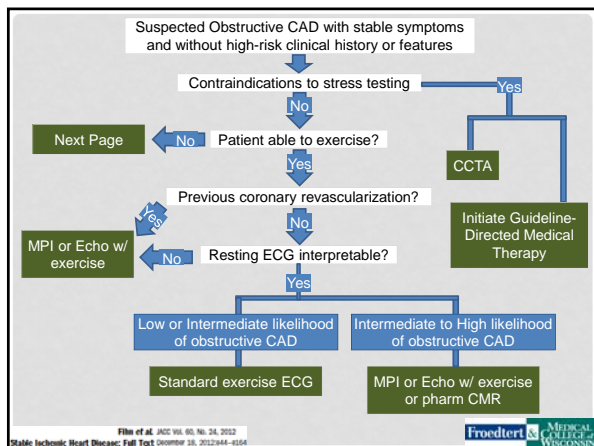 Suspected Obstructive CAD with stable symptoms
and without high-risk clinical history or features
Contraindications to stress testing
Yes
No
Next Page
No
Patient able to exercise?
Yes
CCTA
Previous coronary revascularization?
Yes
No
Initiate Guideline-
Directed Medical
Therapy
MPI or Echo w/
exercise
No
Resting ECG interpretable?
Yes
Low or Intermediate likelihood
of obstructive CAD
Intermediate to High likelihood
of obstructive CAD
Standard exercise ECG
MPI or Echo w/ exercise
or pharm CMR
Fihn et al. JACC Vol. 60, No. 24, 2012
Stable Ischemic Heart Disease: Full Text December 18, 2012:e44–e164
Froedtert & MEDICAL
COLLEGE of
WISCONSIN